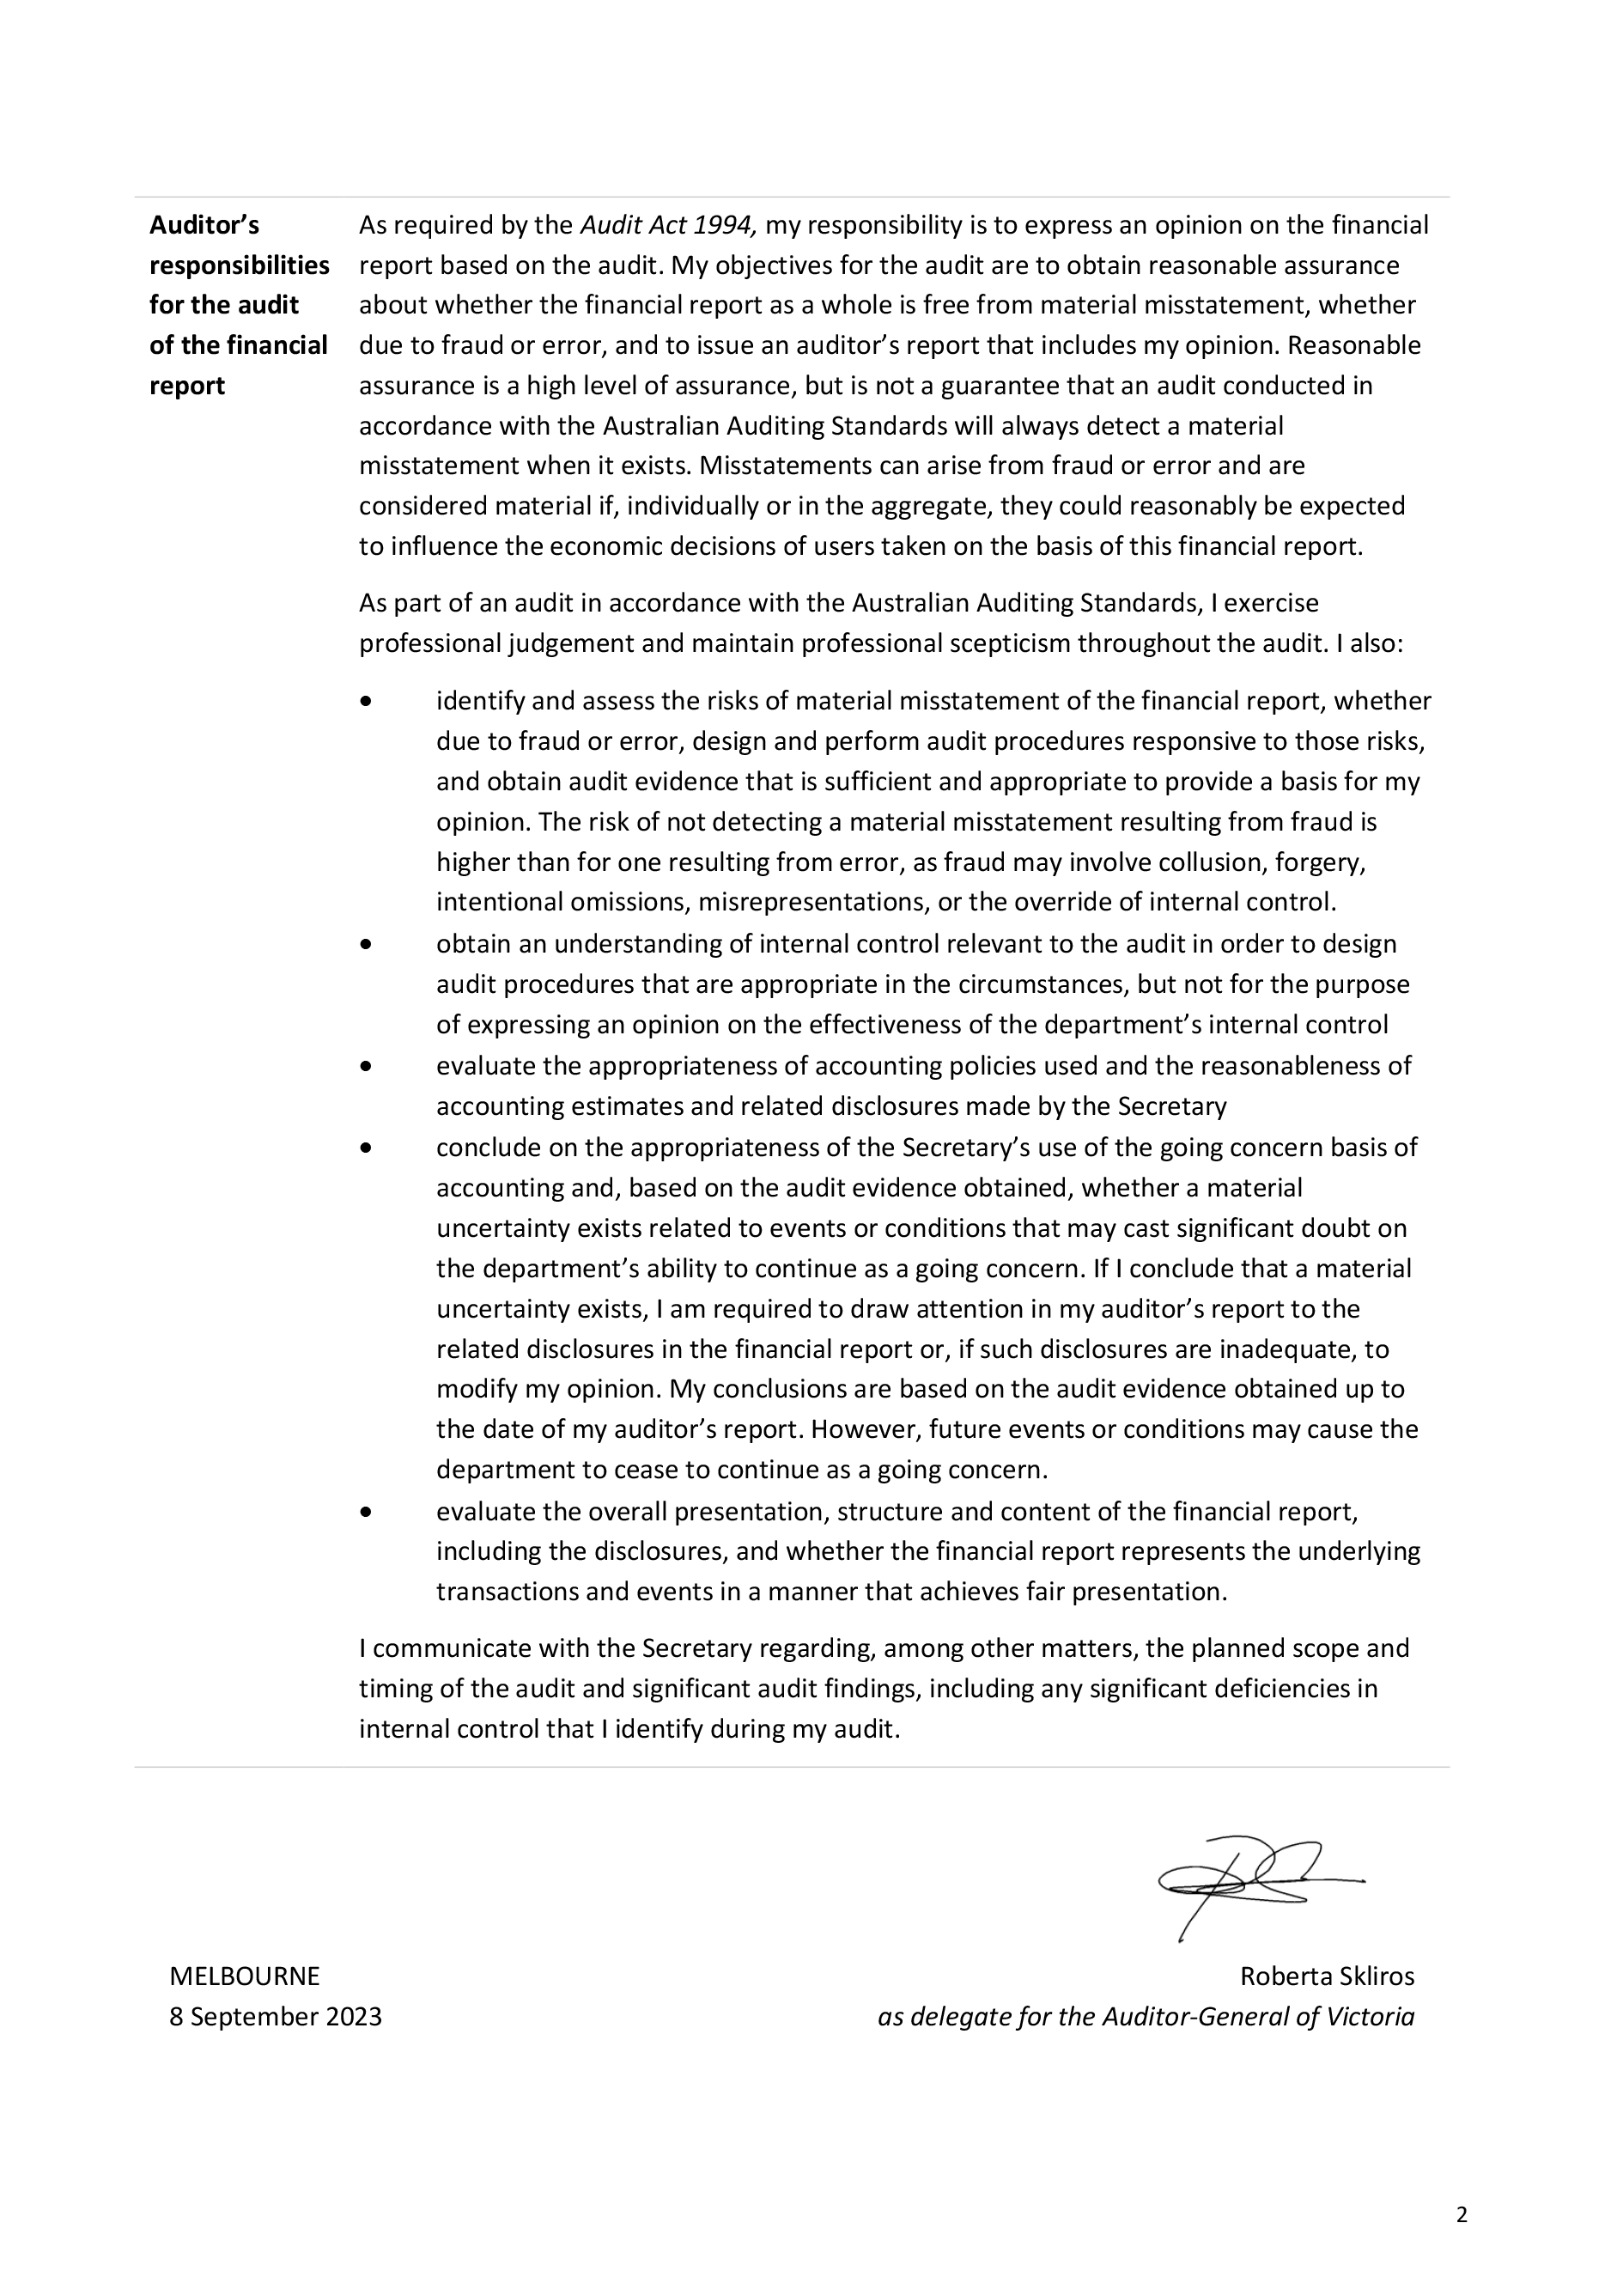 Auditor’s
responsibilities
for the audit
of the financial
report
As required by the Audit Act 1994, my responsibility is to express an opinion on the financial
report based on the audit. My objectives for the audit are to obtain reasonable assurance
about whether the financial report as a whole is free from material misstatement, whether
due to fraud or error, and to issue an auditor’s report that includes my opinion. Reasonable
assurance is a high level of assurance, but is not a guarantee that an audit conducted in
accordance with the Australian Auditing Standards will always detect a material
misstatement when it exists. Misstatements can arise from fraud or error and are
considered material if, individually or in the aggregate, they could reasonably be expected
to influence the economic decisions of users taken on the basis of this financial report.
As part of an audit in accordance with the Australian Auditing Standards, I exercise
professional judgement and maintain professional scepticism throughout the audit. I also:
• identify and assess the risks of material misstatement of the financial report, whether
due to fraud or error, design and perform audit procedures responsive to those risks,
and obtain audit evidence that is sufficient and appropriate to provide a basis for my
opinion. The risk of not detecting a material misstatement resulting from fraud is
higher than for one resulting from error, as fraud may involve collusion, forgery,
intentional omissions, misrepresentations, or the override of internal control.
• obtain an understanding of internal control relevant to the audit in order to design
audit procedures that are appropriate in the circumstances, but not for the purpose
of expressing an opinion on the effectiveness of the department’s internal control
• evaluate the appropriateness of accounting policies used and the reasonableness of
accounting estimates and related disclosures made by the Secretary
• conclude on the appropriateness of the Secretary’s use of the going concern basis of
accounting and, based on the audit evidence obtained, whether a material
uncertainty exists related to events or conditions that may cast significant doubt on
the department’s ability to continue as a going concern. If I conclude that a material
uncertainty exists, I am required to draw attention in my auditor’s report to the
related disclosures in the financial report or, if such disclosures are inadequate, to
modify my opinion. My conclusions are based on the audit evidence obtained up to
the date of my auditor’s report. However, future events or conditions may cause the
department to cease to continue as a going concern.
• evaluate the overall presentation, structure and content of the financial report,
including the disclosures, and whether the financial report represents the underlying
transactions and events in a manner that achieves fair presentation.
I communicate with the Secretary regarding, among other matters, the planned scope and
timing of the audit and significant audit findings, including any significant deficiencies in
internal control that I identify during my audit.
MELBOURNE
8 September 2023
Roberta Skliros
as delegate for the Auditor-General of Victoria
2